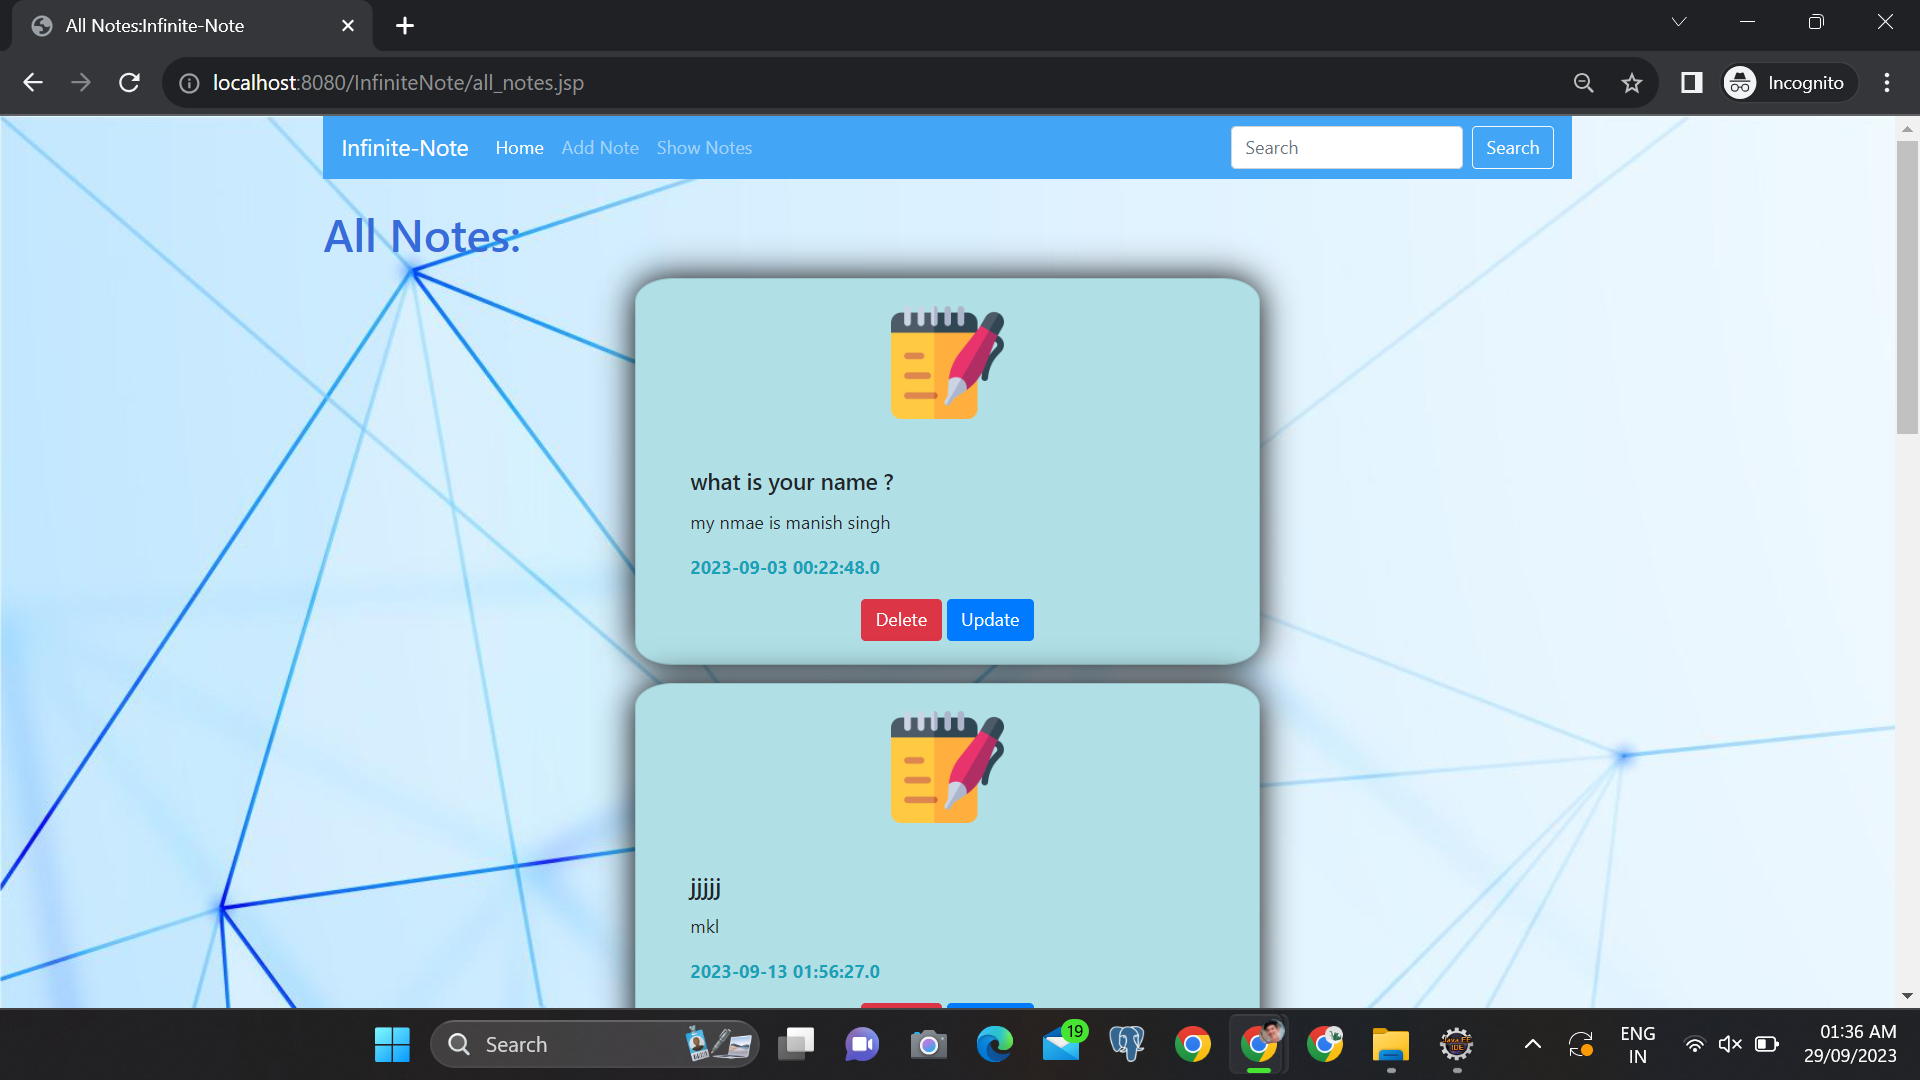 All Notes:Infinite-Note
localhost:8080/InfiniteNote/all_notes.jsp
Incognito
Infinite-Note Home Add Note Show Notes Search Search
All Notes:
what is your name ?
my nmae is manish singh
2023-09-03 00:22:48.0
Delete Update
jjjjj
mkl
2023-09-13 01:56:27.0
Search
19
JAVA EE
IDE
ENG
IN
01:36 AM
29/09/2023